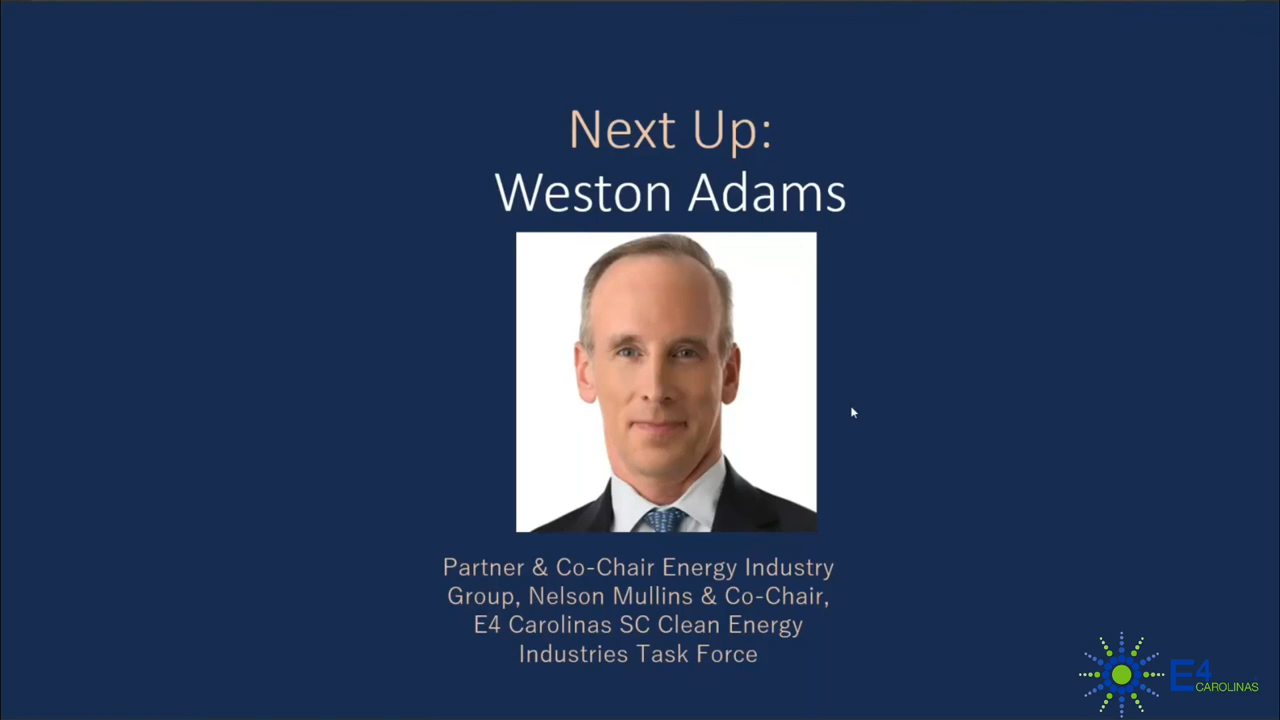 Next Up:
Weston Adams
Partner & Co-Chair Energy Industry
Group, Nelson Mullins & Co-Chair,
E4 Carolinas SC Clean Energy
Industries Task Force
E4
CAROLINAS